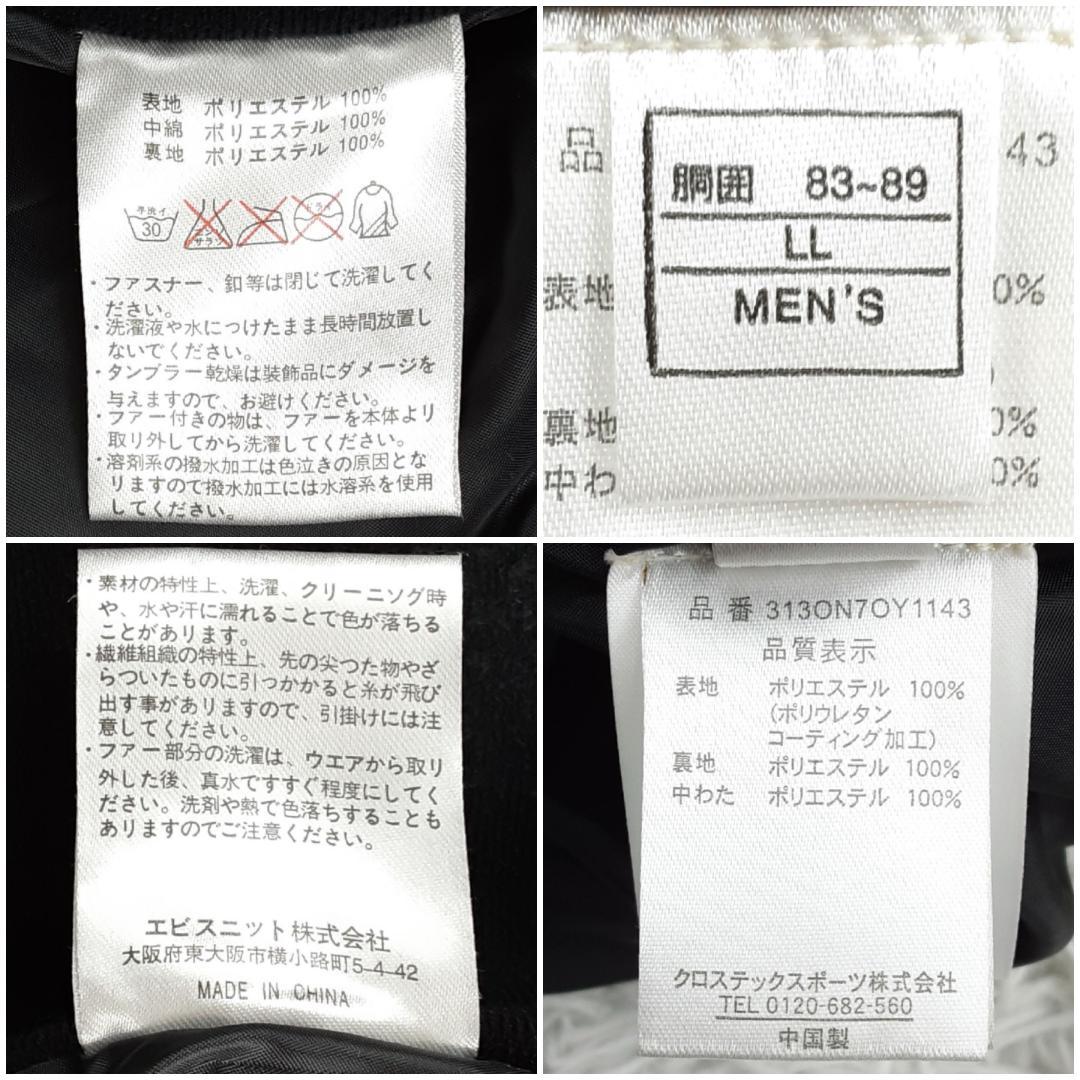 表地 ポリエステル 100%
中綿 ポリエステル 100%
裏地 ポリエステル 100%
手洗イ
30
エンソサラシ
ドライ
・ファスナー、釦等は閉じて洗濯してく
ださい。
・洗濯液や水につけたまま長時間放置し
ないでください。
・タンブラー乾燥は装飾品にダメージを
与えますので、お避けください。
・ファー付きの物は、ファーを本体より
取り外してから洗濯してください。
・溶剤系の撥水加工は色泣きの原因とな
りますので撥水加工には水溶系を使用
してください。
品 43
胴囲 83~89
LL
MEN'S
表地 0%
裏地 0%
中わ 0%
・素材の特性上、洗濯、クリーニソグ時
や、水や汗に濡れることで色が落ちる
ことがあります。
・繊維組織の特性上、先の尖つた物やざ
らついたものに引っかかると糸が飛び
出す事がありますので、引掛けには注
意してください。
・ファー部分の洗濯は、ウエアから取り
外した後、真水ですすぐ程度にしてく
ださい。洗剤や熱で色落ちすることも
ありますのでご注意ください。
エビスニット株式会社
大阪府東大阪市横小路町5-4-42
MADE IN CHINA
品 番 313ON7OY1143
品質表示
表地 ポリエステル 100%
(ポリウレタン
コーティング加工)
裏地 ポリエステル 100%
中わた ポリエステル 100%
クロステックスポーツ株式会社
TEL 0120-682-560
中国製